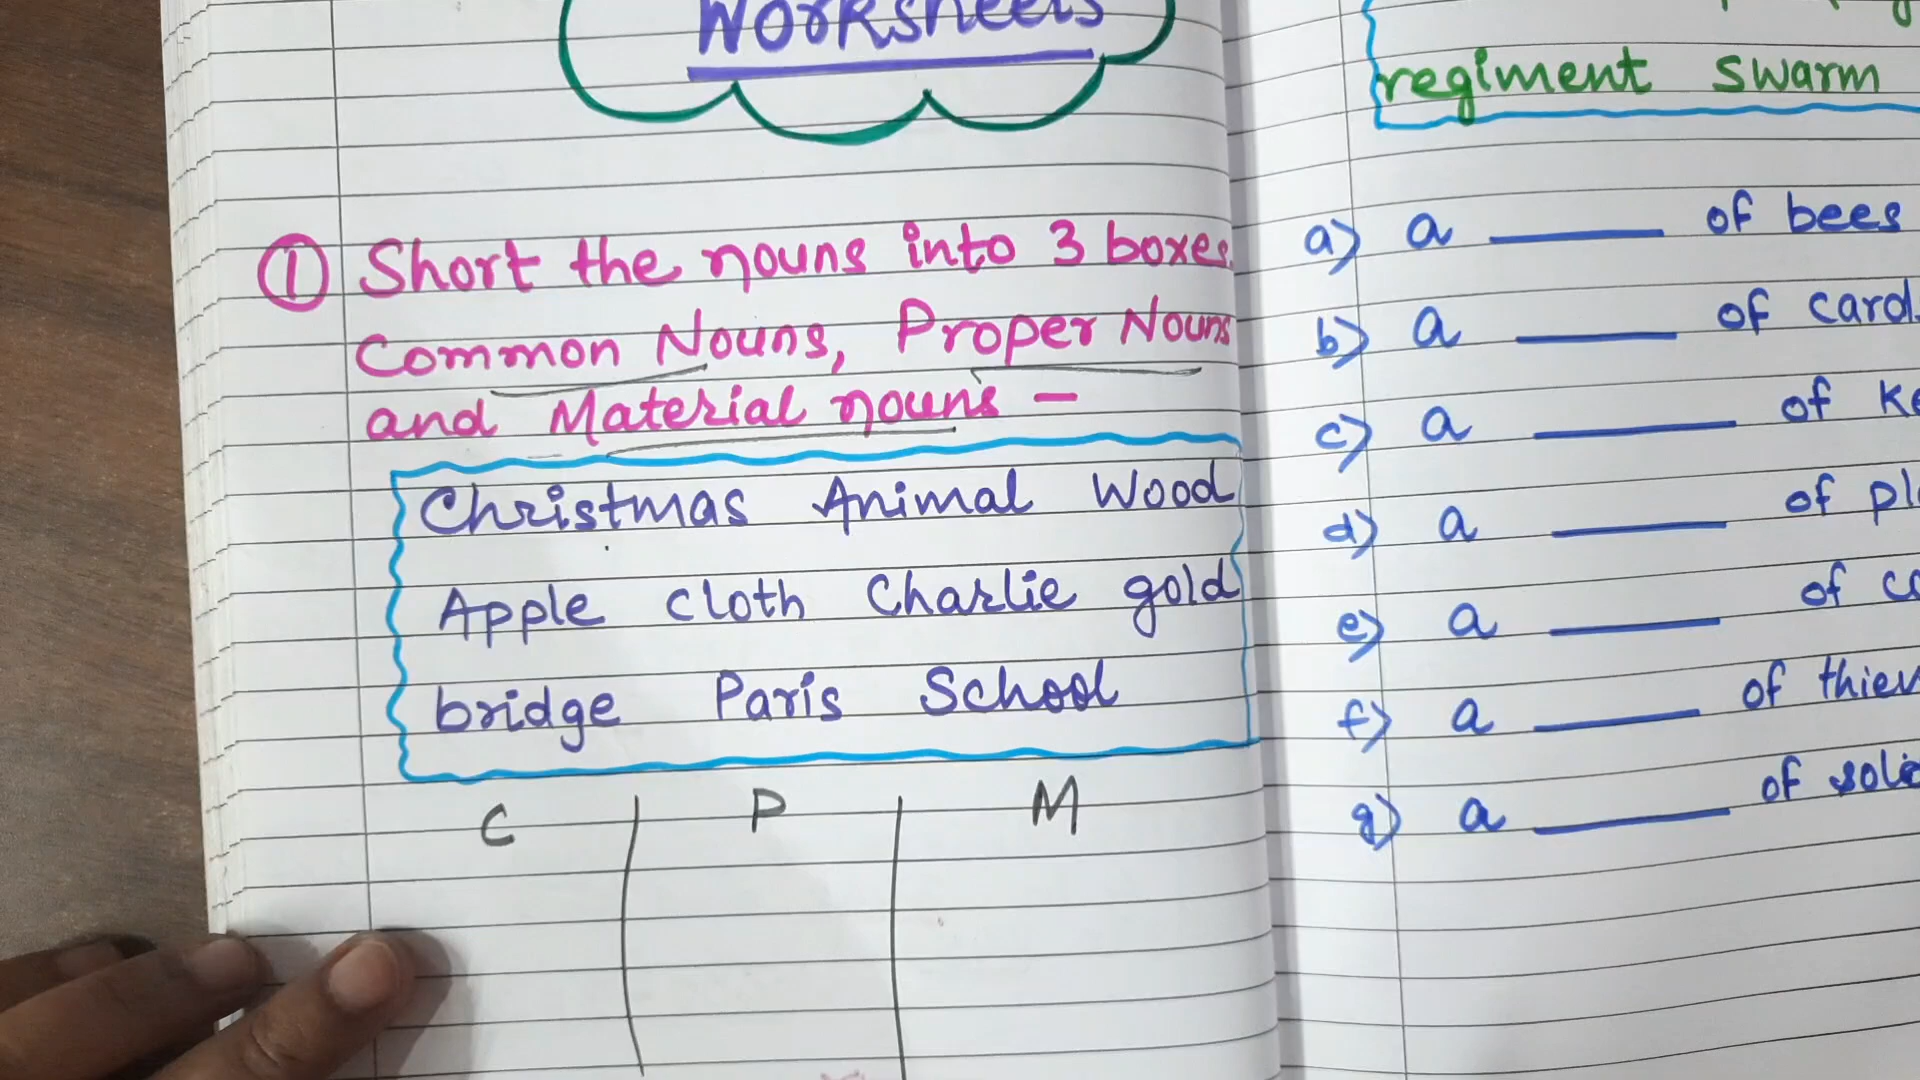 Worksheets
① Short the nouns into 3 boxes.
Common Nouns, Proper Nouns
and Material nouns –
Christmas Animal Wood
Apple cloth Charlie gold
bridge Paris School
C P M
regiment swarm
a) a ______ of bees
b) a ______ of card
c) a ______ of
d) a ______ of
e) a ______ of
f) a ______ of
g) a ______ of